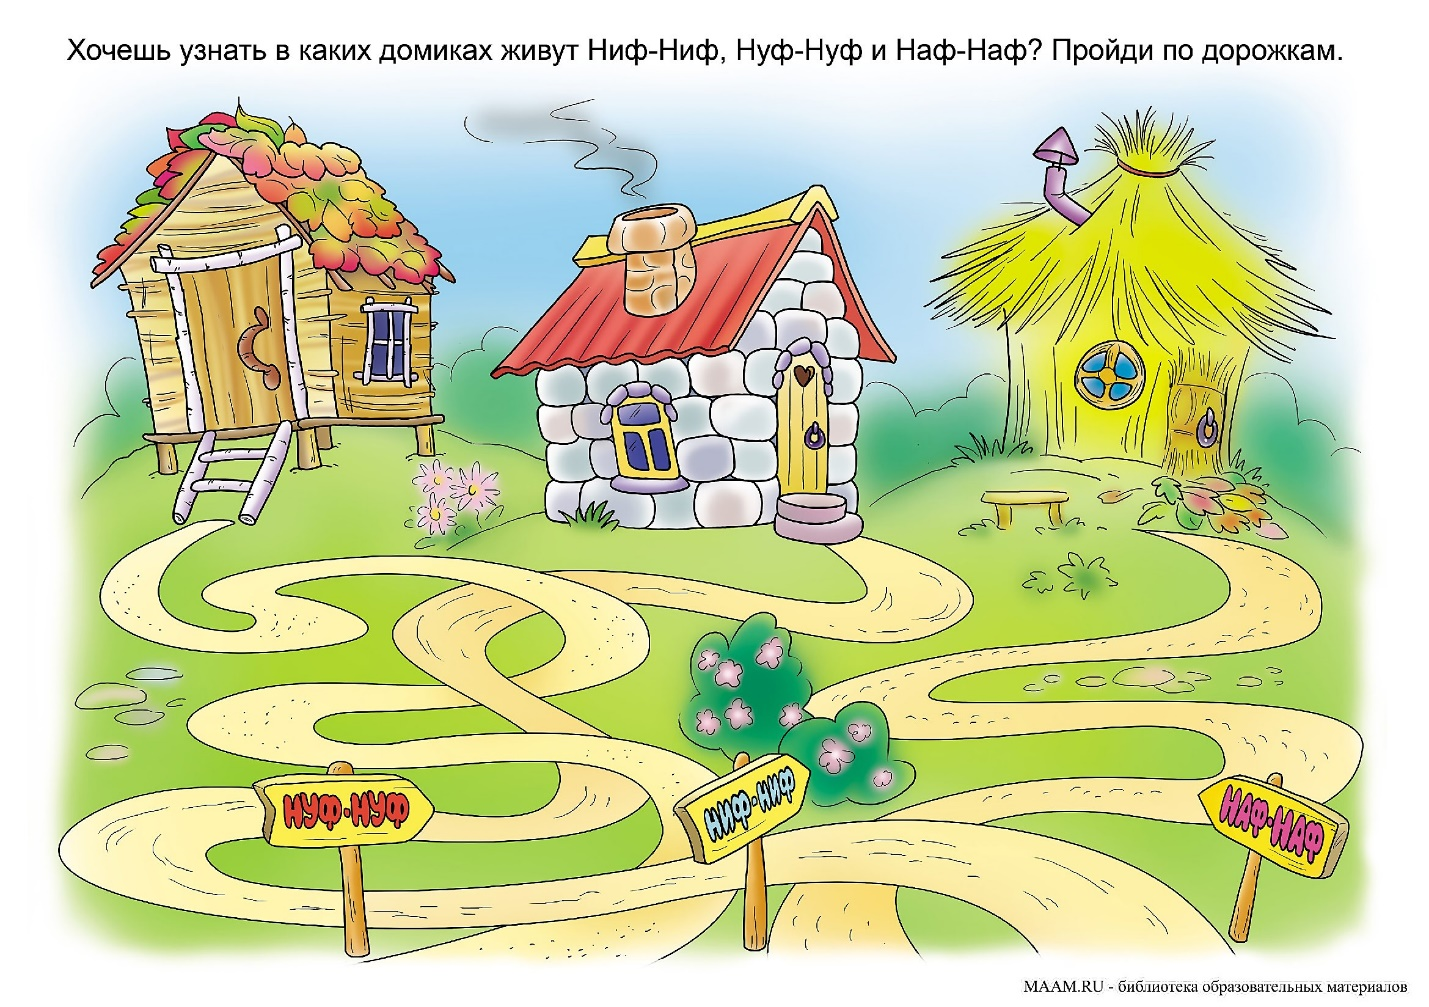 Хочешь узнать в каких домиках живут Ниф-Ниф, Нуф-Нуф и Наф-Наф? Пройди по дорожкам.
НУФ-НУФ
НИФ-НИФ
НАФ-НАФ
MAAM.RU - библиотека образовательных материалов